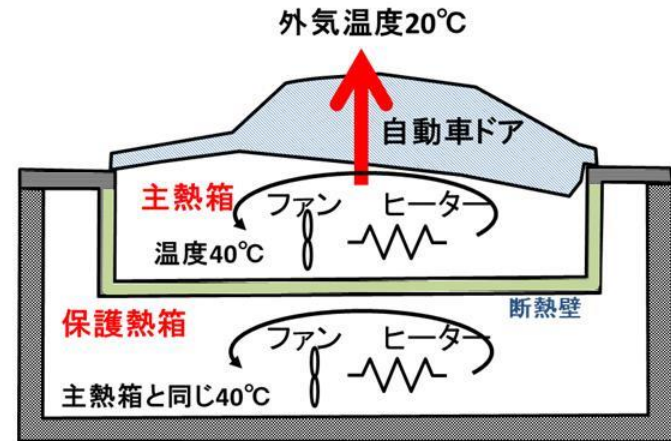 外気温度20℃
自動車ドア
主熱箱
ファン ヒーター
温度40℃
断熱壁
保護熱箱
ファン ヒーター
主熱箱と同じ40℃